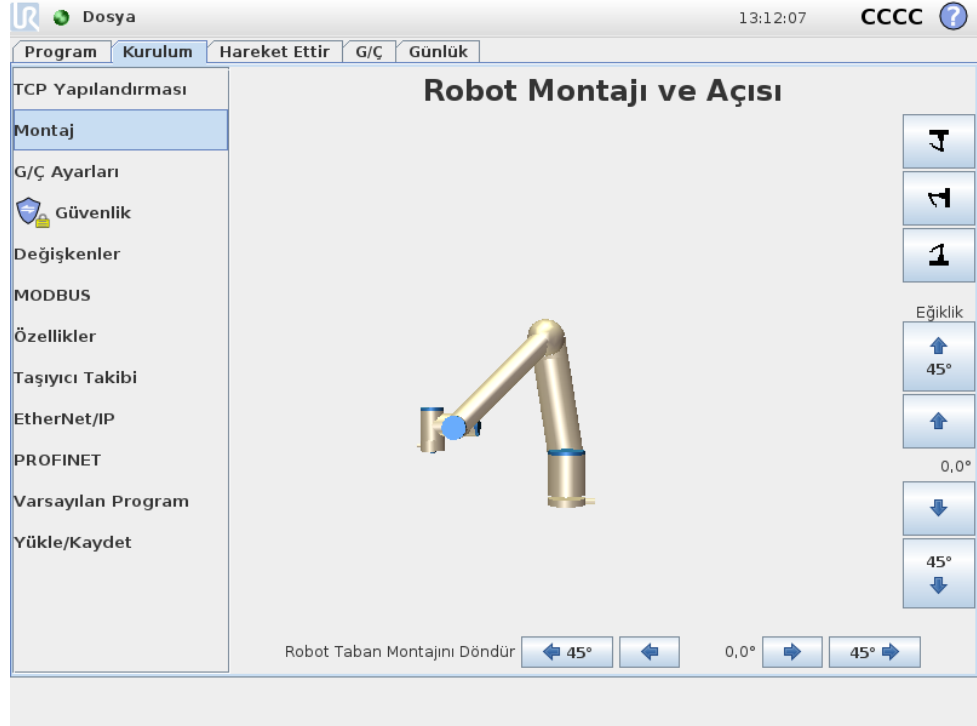 UR Dosya 13:12:07 CCCC ?
Program Kurulum Hareket Ettir G/Ç Günlük
TCP Yapılandırması
Robot Montajı ve Açısı
Montaj
G/Ç Ayarları
Güvenlik
Değişkenler
MODBUS
Özellikler
Taşıyıcı Takibi
EtherNet/IP
PROFINET
Varsayılan Program
Yükle/Kaydet
Eğiklik
45°
0,0°
45°
Robot Taban Montajını Döndür 45° 0,0° 45°